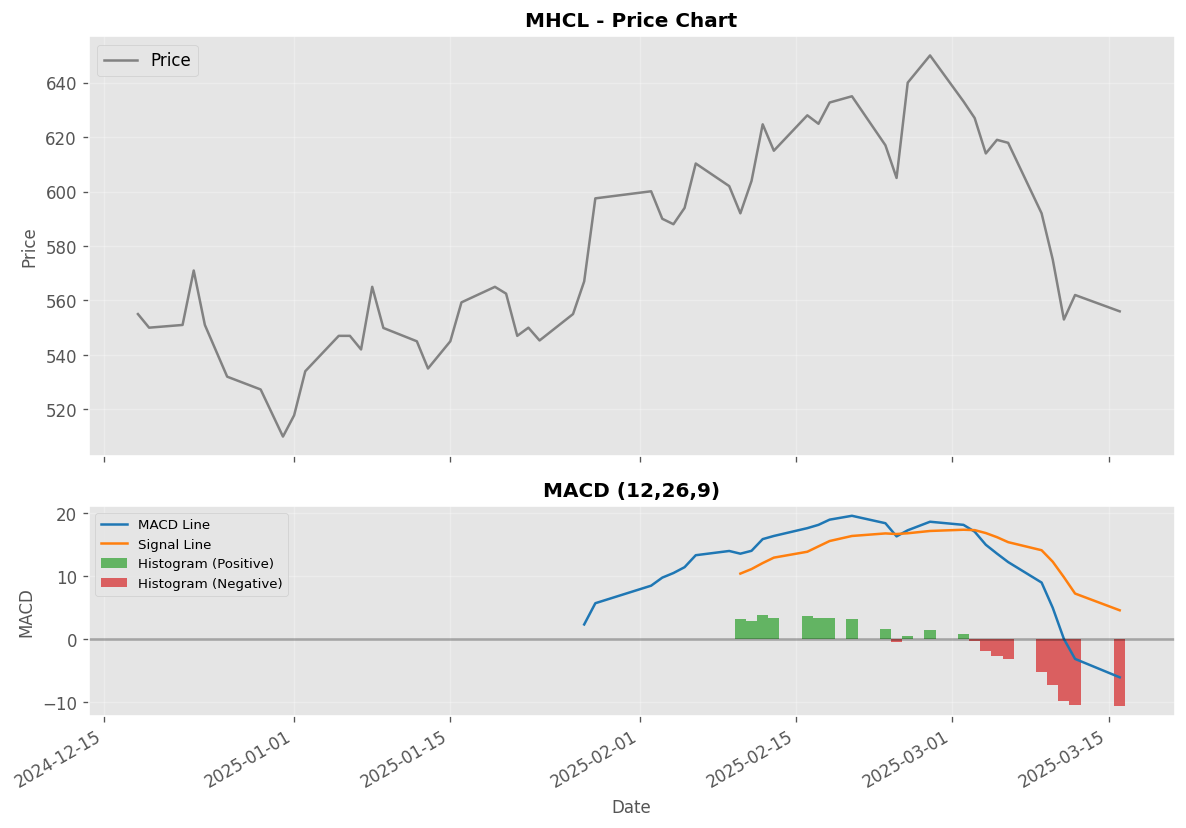 MHCL - Price Chart
Price
640
620
600
580
560
540
520
Price
MACD (12,26,9)
MACD Line
Signal Line
Histogram (Positive)
Histogram (Negative)
20
10
0
−10
MACD
2024-12-15
2025-01-01
2025-01-15
2025-02-01
2025-02-15
2025-03-01
2025-03-15
Date